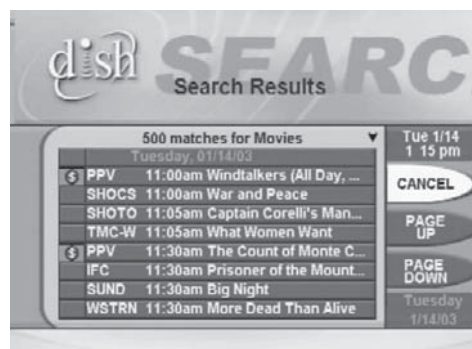 dish SEARC
Search Results
500 matches for Movies
Tuesday, 01/14/03
$ PPV 11:00am Windtalkers (All Day, ...
SHOCS 11:00am War and Peace
SHOTO 11:05am Captain Corelli's Man...
TMC-W 11:05am What Women Want
$ PPV 11:30am The Count of Monte C...
IFC 11:30am Prisoner of the Mount...
SUND 11:30am Big Night
WSTRN 11:30am More Dead Than Alive
Tue 1/14
1 15 pm
CANCEL
PAGE
UP
PAGE
DOWN
Tuesday
1/14/03